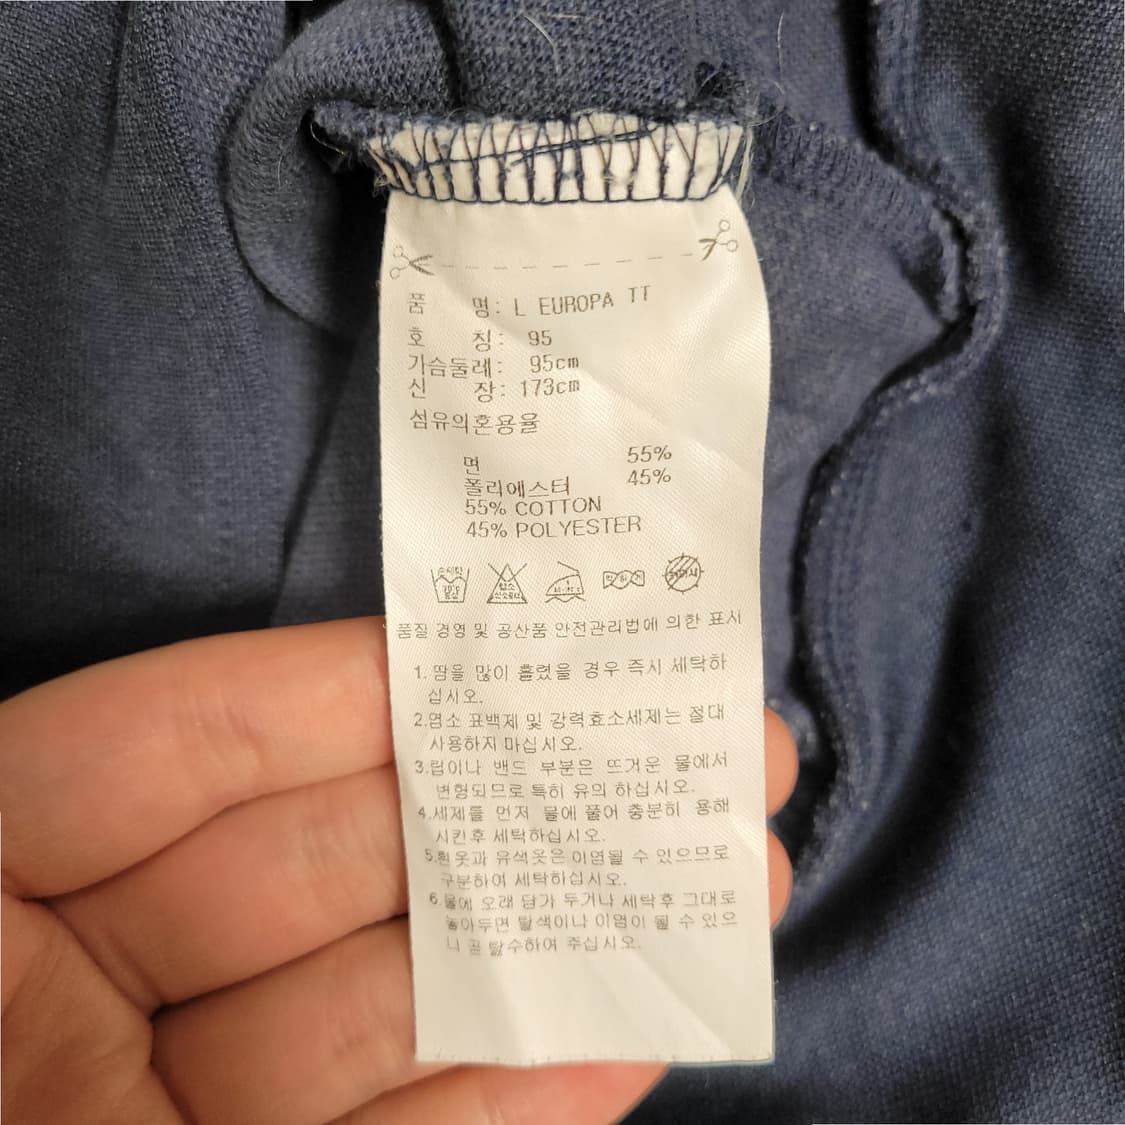 품 명: L EUROPA TT
호 칭: 95
가슴둘레: 95cm
신 장: 173cm
섬유의혼용율
면 55%
폴리에스터 45%
55% COTTON
45% POLYESTER
품질 경영 및 공산품 안전관리법에 의한 표시
1. 땀을 많이 흘렸을 경우 즉시 세탁하
십시오.
2.염소 표백제 및 강력효소세제는 절대
사용하지 마십시오.
3.립이나 밴드 부분은 뜨거운 물에서
변형되므로 특히 유의 하십시오.
4.세제를 먼저 물에 풀어 충분히 용해
시킨후 세탁하십시오.
5.흰옷과 유색옷은 이염될 수 있으므로
구분하여 세탁하십시오.
6.물에 오래 담가 두거나 세탁후 그대로
놓아두면 탈색이나 이염이 될 수 있으
니 곧 탈수하여 주십시오.